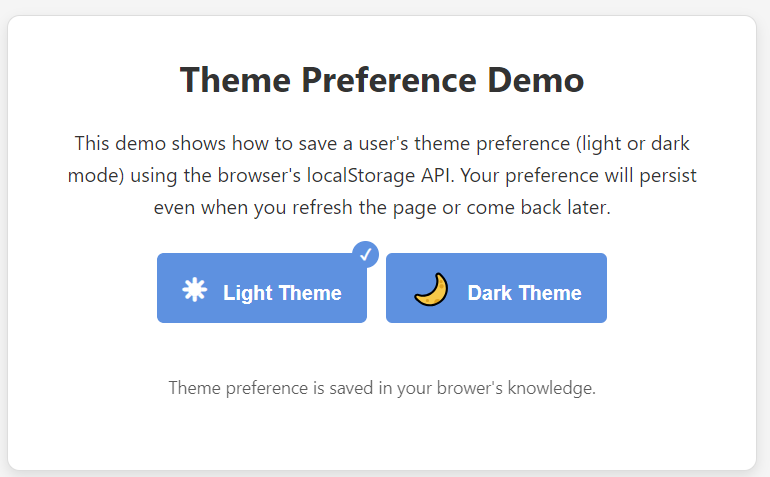 Theme Preference Demo
This demo shows how to save a user's theme preference (light or dark
mode) using the browser's localStorage API. Your preference will persist
even when you refresh the page or come back later.
Light Theme
Dark Theme
Theme preference is saved in your brower's knowledge.